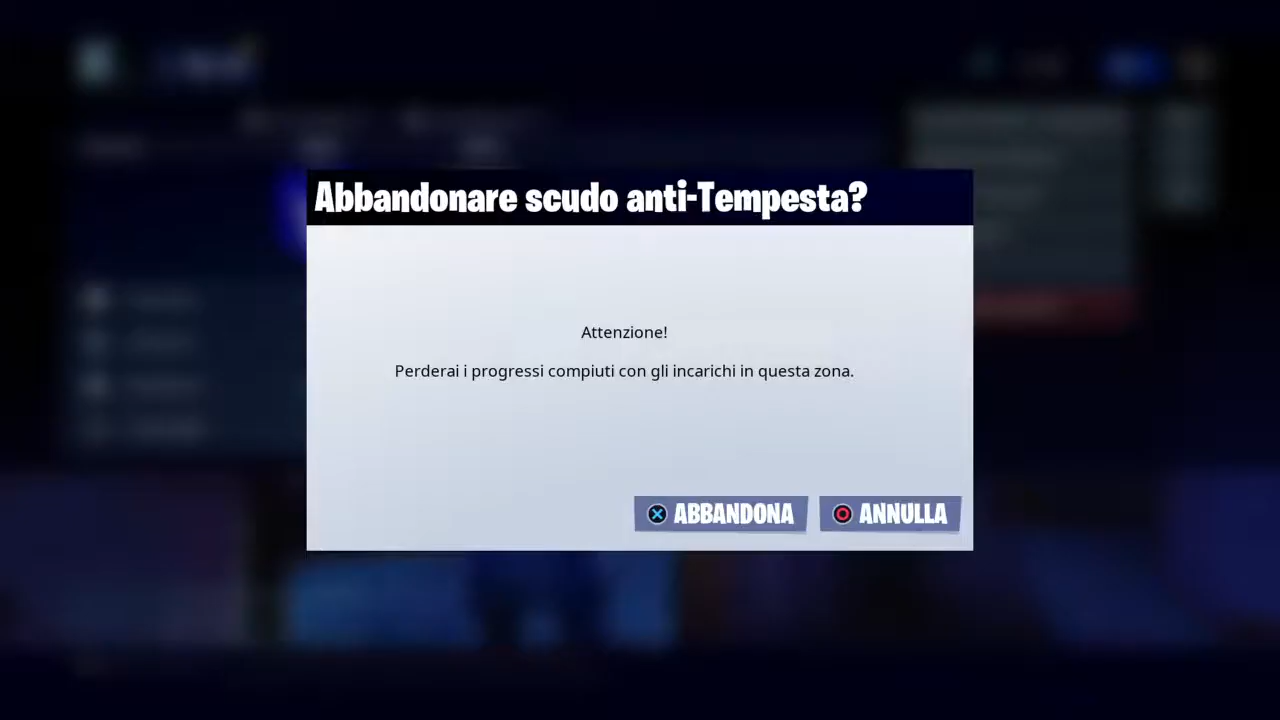 Abbandonare scudo anti-Tempesta?
Attenzione!
Perderai i progressi compiuti con gli incarichi in questa zona.
ABBANDONA
ANNULLA